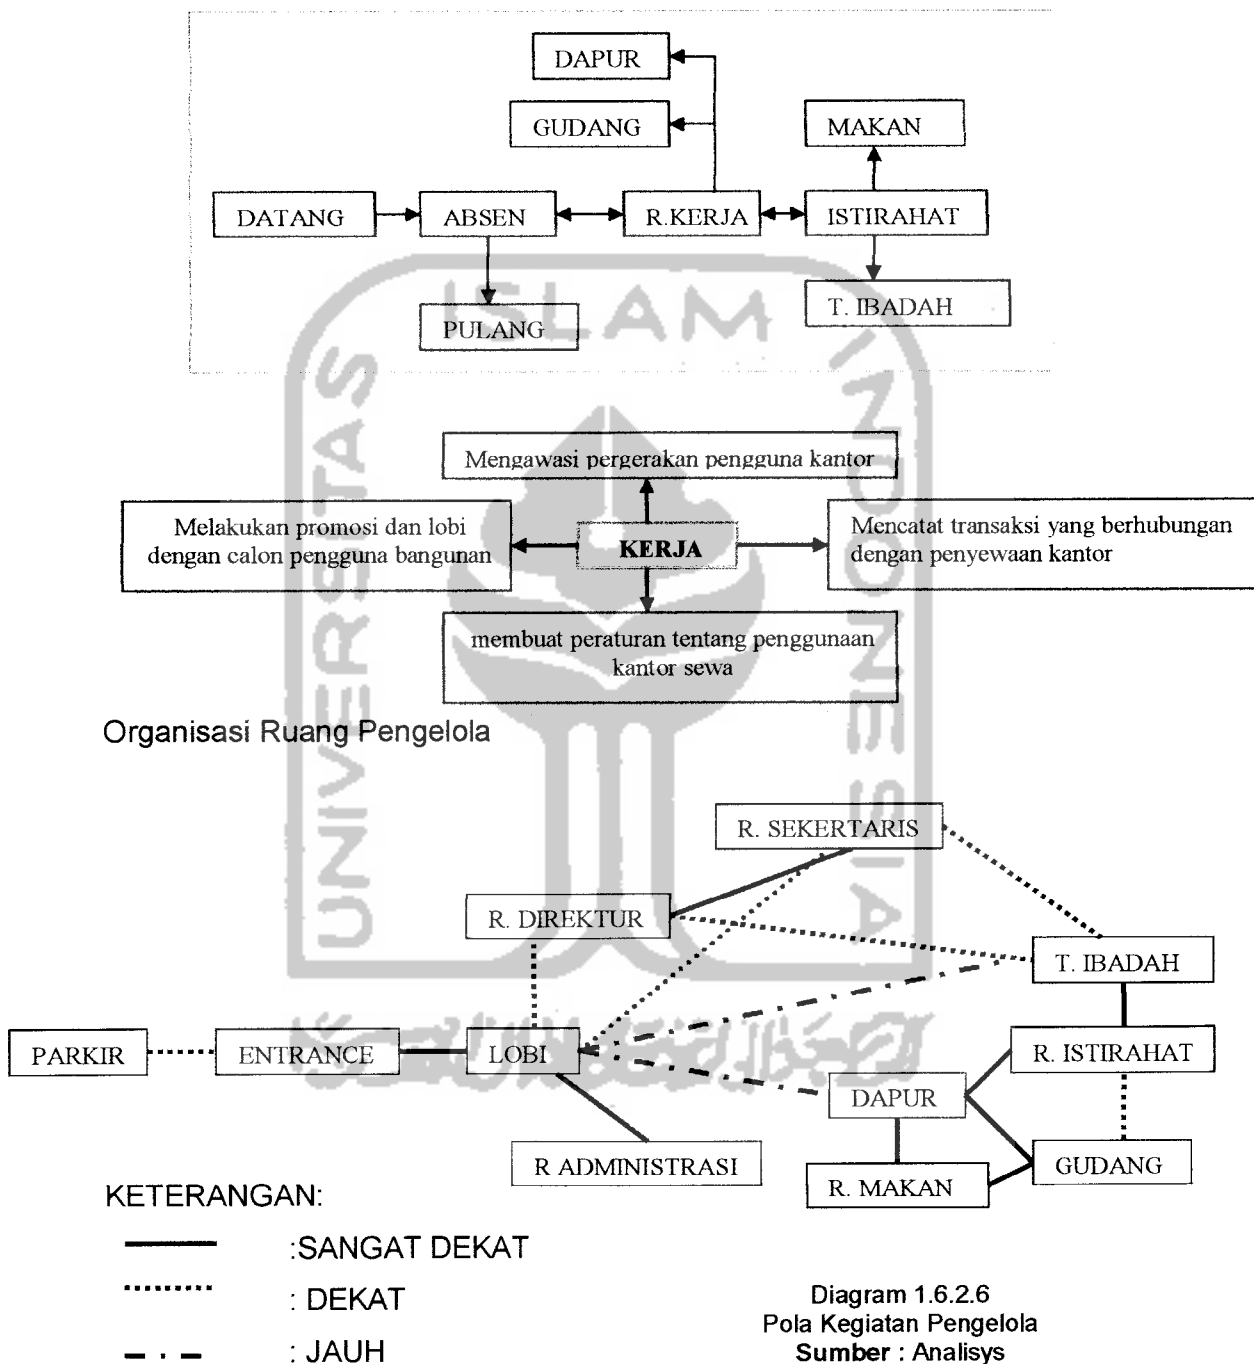 DAPUR
GUDANG
MAKAN
DATANG
ABSEN
R.KERJA
ISTIRAHAT
PULANG
T. IBADAH
ISLAM
UNIVERSITAS
INDONESIA
Mengawasi pergerakan pengguna kantor
Melakukan promosi dan lobi
dengan calon pengguna bangunan
KERJA
Mencatat transaksi yang berhubungan
dengan penyewaan kantor
membuat peraturan tentang penggunaan
kantor sewa
Organisasi Ruang Pengelola
R. SEKERTARIS
R. DIREKTUR
T. IBADAH
PARKIR
ENTRANCE
LOBI
R. ISTIRAHAT
DAPUR
R ADMINISTRASI
R. MAKAN
GUDANG
KETERANGAN:
:SANGAT DEKAT
: DEKAT
: JAUH
Diagram 1.6.2.6
Pola Kegiatan Pengelola
Sumber : Analisys